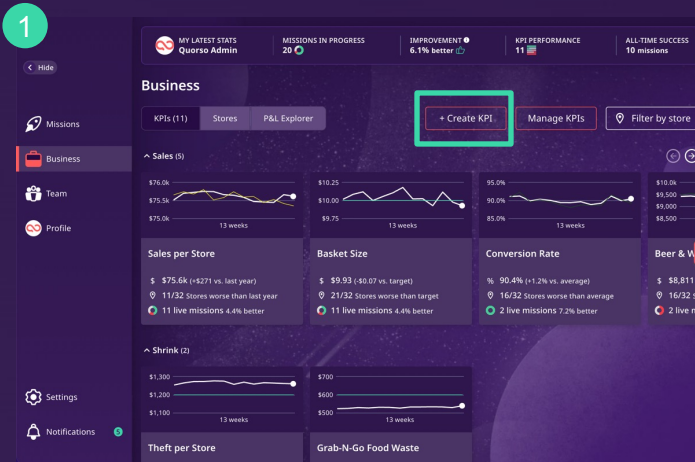 1
MY LATEST STATS
Quorso Admin
MISSIONS IN PROGRESS
20
IMPROVEMENT
6.1% better
KPI PERFORMANCE
11
ALL-TIME SUCCESS
10 missions
Hide
Business
Missions
Business
Team
Profile
Settings
Notifications 5
KPIs (11)
Stores
P&L Explorer
+ Create KPI
Manage KPIs
Filter by store
Sales (5)
$76.0k
75.5k
$75.0k
13 weeks
Sales per Store
$ $75.6k (+$271 vs. last year)
11/32 Stores worse than last year
11 live missions 4.4% better
$10.25
$10.00
$9.75
13 weeks
Basket Size
$ $9.93 (-$0.07 vs. target)
21/32 Stores worse than target
11 live missions 4.4% better
95.0%
90.0%
85.0%
13 weeks
Conversion Rate
% 90.4% (+1.2% vs. average)
16/32 Stores worse than average
2 live missions 7.2% better
$10.0k
$9,500
$9,000
$8,500
Beer & W
$ $8,811
16/32 s
2 live m
Shrink (2)
$1,300
$1,200
$1,100
13 weeks
Theft per Store
$700
$600
$500
13 weeks
Grab-N-Go Food Waste